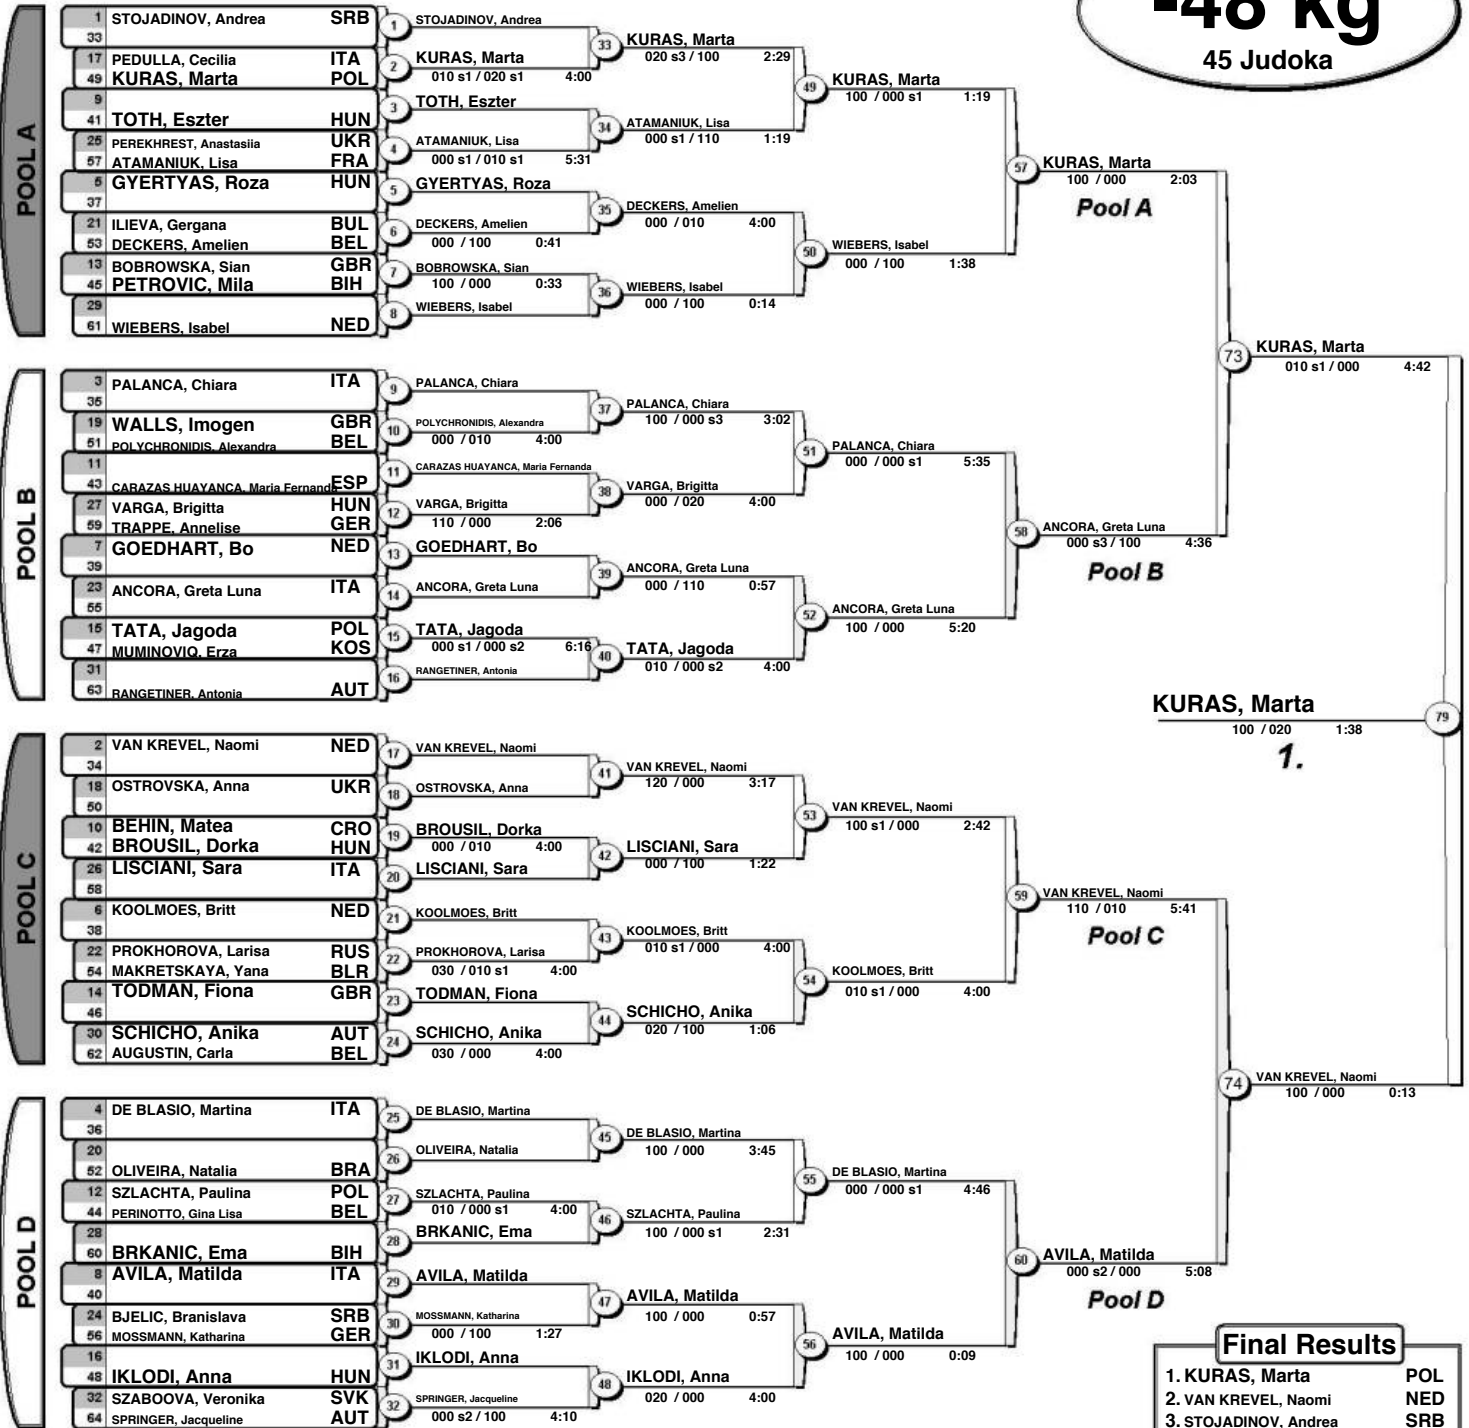 -48 kg
45 Judoka
POOL A
1 STOJADINOV, Andrea SRB
33
17 PEDULLA, Cecilia ITA
49 KURAS, Marta POL
9
41 TOTH, Eszter HUN
25 PEREKHREST, Anastasiia UKR
57 ATAMANIUK, Lisa FRA
5 GYERTYAS, Roza HUN
37
21 ILIEVA, Gergana BUL
53 DECKERS, Amelien BEL
13 BOBROWSKA, Sian GBR
45 PETROVIC, Mila BIH
29
61 WIEBERS, Isabel NED
1 STOJADINOV, Andrea
2 KURAS, Marta
010 s1 / 020 s1 4:00
3 TOTH, Eszter
4 ATAMANIUK, Lisa
000 s1 / 010 s1 5:31
5 GYERTYAS, Roza
6 DECKERS, Amelien
000 / 100 0:41
7 BOBROWSKA, Sian
100 / 000 0:33
8 WIEBERS, Isabel
33 KURAS, Marta
020 s3 / 100 2:29
34 ATAMANIUK, Lisa
000 s1 / 110 1:19
35 DECKERS, Amelien
000 / 010 4:00
36 WIEBERS, Isabel
000 / 100 0:14
49 KURAS, Marta
100 / 000 s1 1:19
50 WIEBERS, Isabel
000 / 100 1:38
57 KURAS, Marta
100 / 000 2:03
Pool A
POOL B
3 PALANCA, Chiara ITA
35
19 WALLS, Imogen GBR
51 POLYCHRONIDIS, Alexandra BEL
11
43 CARAZAS HUAYANCA, Maria Fernanda ESP
27 VARGA, Brigitta HUN
59 TRAPPE, Annelise GER
7 GOEDHART, Bo NED
39
23 ANCORA, Greta Luna ITA
55
15 TATA, Jagoda POL
47 MUMINOVIQ, Erza KOS
31
63 RANGETINER, Antonia AUT
9 PALANCA, Chiara
10 POLYCHRONIDIS, Alexandra
000 / 010 4:00
11 CARAZAS HUAYANCA, Maria Fernanda
12 VARGA, Brigitta
110 / 000 2:06
13 GOEDHART, Bo
14 ANCORA, Greta Luna
15 TATA, Jagoda
000 s1 / 000 s2 6:16
16 RANGETINER, Antonia
37 PALANCA, Chiara
100 / 000 s3 3:02
38 VARGA, Brigitta
000 / 020 4:00
39 ANCORA, Greta Luna
000 / 110 0:57
40 TATA, Jagoda
010 / 000 s2 4:00
51 PALANCA, Chiara
000 / 000 s1 5:35
52 ANCORA, Greta Luna
100 / 000 5:20
58 ANCORA, Greta Luna
000 s3 / 100 4:36
Pool B
73 KURAS, Marta
010 s1 / 000 4:42
KURAS, Marta 79
100 / 020 1:38
1.
POOL C
2 VAN KREVEL, Naomi NED
34
18 OSTROVSKA, Anna UKR
50
10 BEHIN, Matea CRO
42 BROUSIL, Dorka HUN
26 LISCIANI, Sara ITA
58
6 KOOLMOES, Britt NED
38
22 PROKHOROVA, Larisa RUS
54 MAKRETSKAYA, Yana BLR
14 TODMAN, Fiona GBR
46
30 SCHICHO, Anika AUT
62 AUGUSTIN, Carla BEL
17 VAN KREVEL, Naomi
18 OSTROVSKA, Anna
19 BROUSIL, Dorka
000 / 010 4:00
20 LISCIANI, Sara
21 KOOLMOES, Britt
22 PROKHOROVA, Larisa
030 / 010 s1 4:00
23 TODMAN, Fiona
24 SCHICHO, Anika
030 / 000 4:00
41 VAN KREVEL, Naomi
120 / 000 3:17
42 LISCIANI, Sara
000 / 100 1:22
43 KOOLMOES, Britt
010 s1 / 000 4:00
44 SCHICHO, Anika
020 / 100 1:06
53 VAN KREVEL, Naomi
100 s1 / 000 2:42
54 KOOLMOES, Britt
010 s1 / 000 4:00
59 VAN KREVEL, Naomi
110 / 010 5:41
Pool C
POOL D
4 DE BLASIO, Martina ITA
36
20
52 OLIVEIRA, Natalia BRA
12 SZLACHTA, Paulina POL
44 PERINOTTO, Gina Lisa BEL
28
60 BRKANIC, Ema BIH
8 AVILA, Matilda ITA
40
24 BJELIC, Branislava SRB
56 MOSSMANN, Katharina GER
16
48 IKLODI, Anna HUN
32 SZABOOVA, Veronika SVK
64 SPRINGER, Jacqueline AUT
25 DE BLASIO, Martina
26 OLIVEIRA, Natalia
27 SZLACHTA, Paulina
010 / 000 s1 4:00
28 BRKANIC, Ema
29 AVILA, Matilda
30 MOSSMANN, Katharina
000 / 100 1:27
31 IKLODI, Anna
32 SPRINGER, Jacqueline
000 s2 / 100 4:10
45 DE BLASIO, Martina
100 / 000 3:45
46 SZLACHTA, Paulina
100 / 000 s1 2:31
47 AVILA, Matilda
100 / 000 0:57
48 IKLODI, Anna
020 / 000 4:00
55 DE BLASIO, Martina
000 / 000 s1 4:46
56 AVILA, Matilda
100 / 000 0:09
60 AVILA, Matilda
000 s2 / 000 5:08
Pool D
74 VAN KREVEL, Naomi
100 / 000 0:13
Final Results
1. KURAS, Marta POL
2. VAN KREVEL, Naomi NED
3. STOJADINOV, Andrea SRB